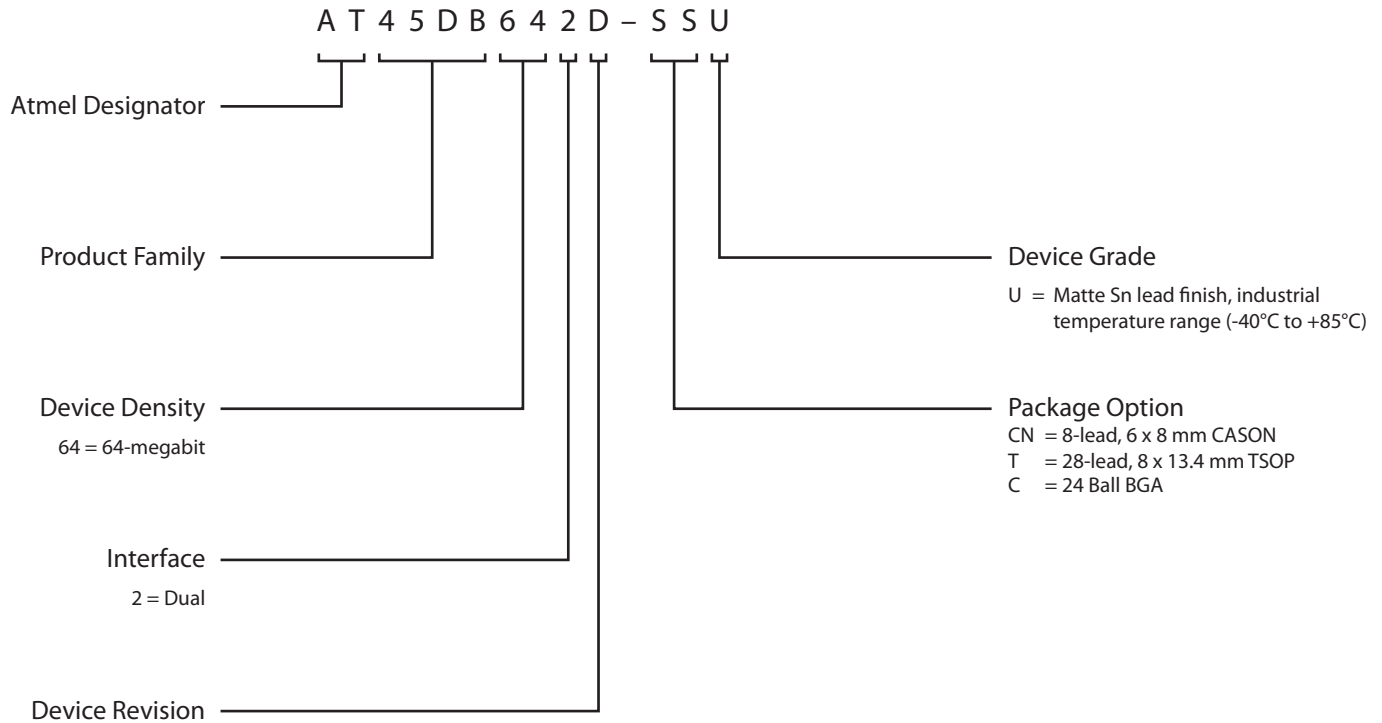 A T 4 5 D B 6 4 2 D – S S U
Atmel Designator
Product Family
Device Density
64 = 64-megabit
Interface
2 = Dual
Device Revision
Device Grade
U = Matte Sn lead finish, industrial
temperature range (-40°C to +85°C)
Package Option
CN = 8-lead, 6 x 8 mm CASON
T = 28-lead, 8 x 13.4 mm TSOP
C = 24 Ball BGA